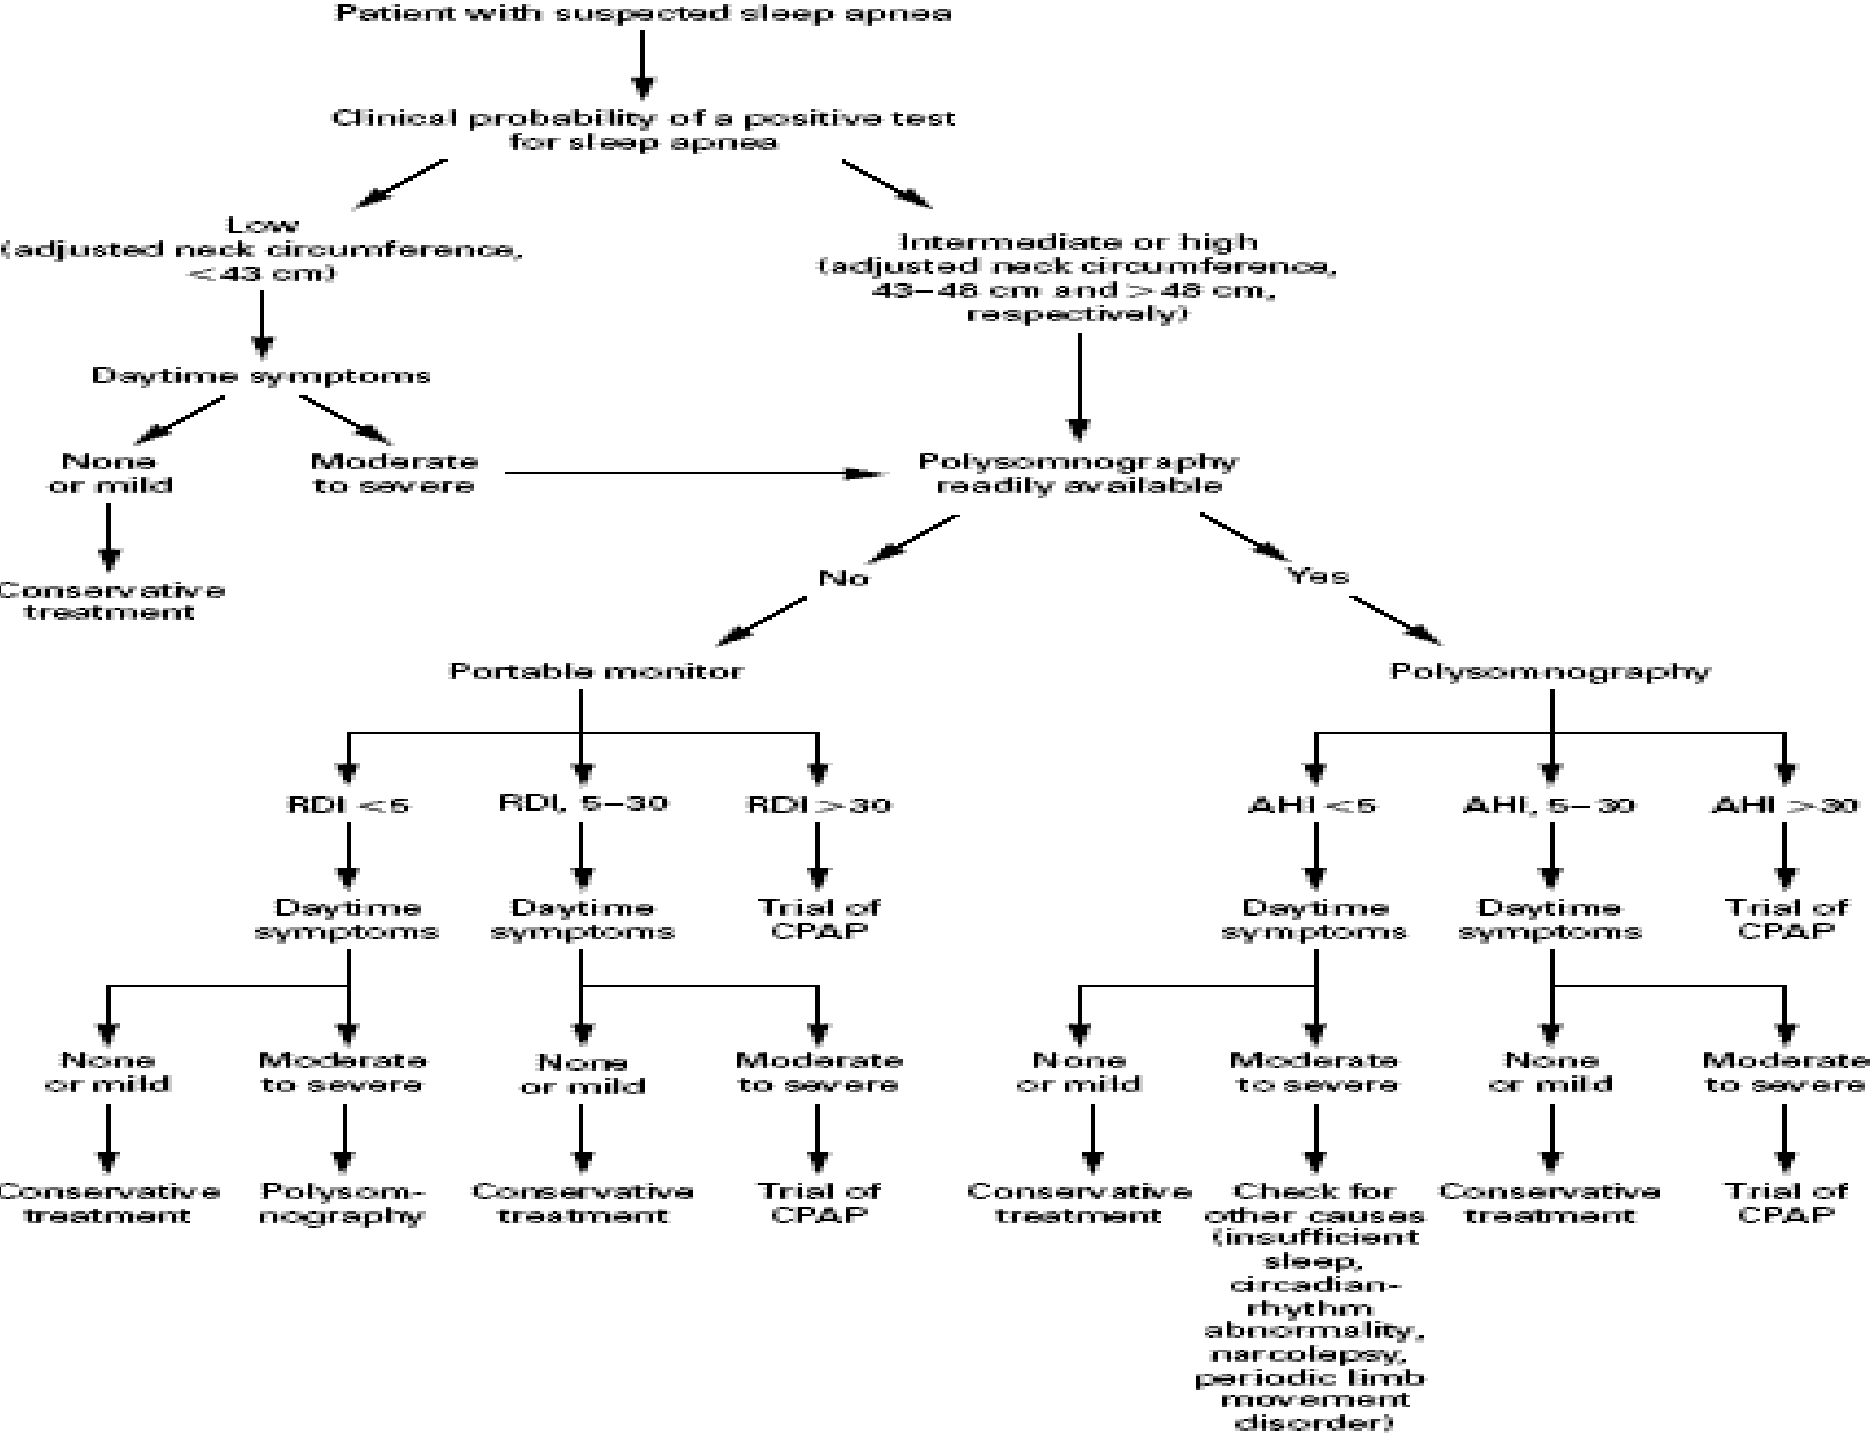 Patient with suspected sleep apnea
Clinical probability of a positive test
for sleep apnea
Low
(adjusted neck circumference,
<43 cm)
Intermediate or high
(adjusted neck circumference,
43–48 cm and >48 cm,
respectively)
Daytime symptoms
None
or mild
Moderate
to severe
Polysomnography
readily available
Conservative
treatment
No
Yes
Portable monitor
Polysomnography
RDI <5
RDI, 5–30
RDI >30
AHI <5
AHI, 5–30
AHI >30
Daytime
symptoms
Daytime
symptoms
Trial of
CPAP
Daytime
symptoms
Daytime
symptoms
Trial of
CPAP
None
or mild
Moderate
to severe
None
or mild
Moderate
to severe
None
or mild
Moderate
to severe
None
or mild
Moderate
to severe
Conservative
treatment
Polysom-
nography
Conservative
treatment
Trial of
CPAP
Conservative
treatment
Check for
other causes
(insufficient
sleep,
circadian-
rhythm
abnormality,
narcolepsy,
periodic limb
movement
disorder)
Conservative
treatment
Trial of
CPAP